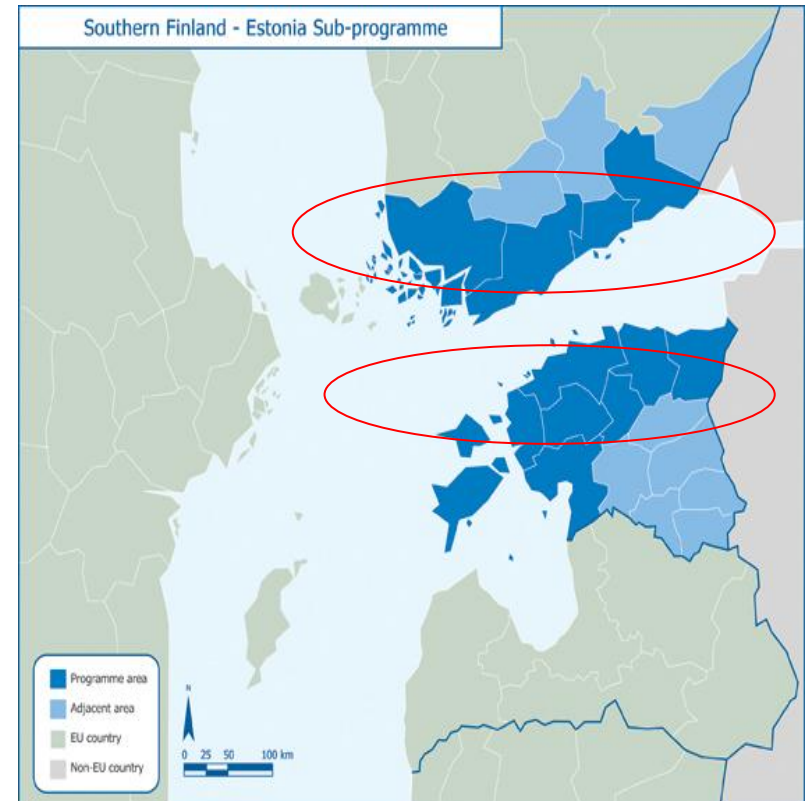 Southern Finland - Estonia Sub-programme
Programme area
Adjacent area
EU country
Non-EU country
N
0 25 50 100 km